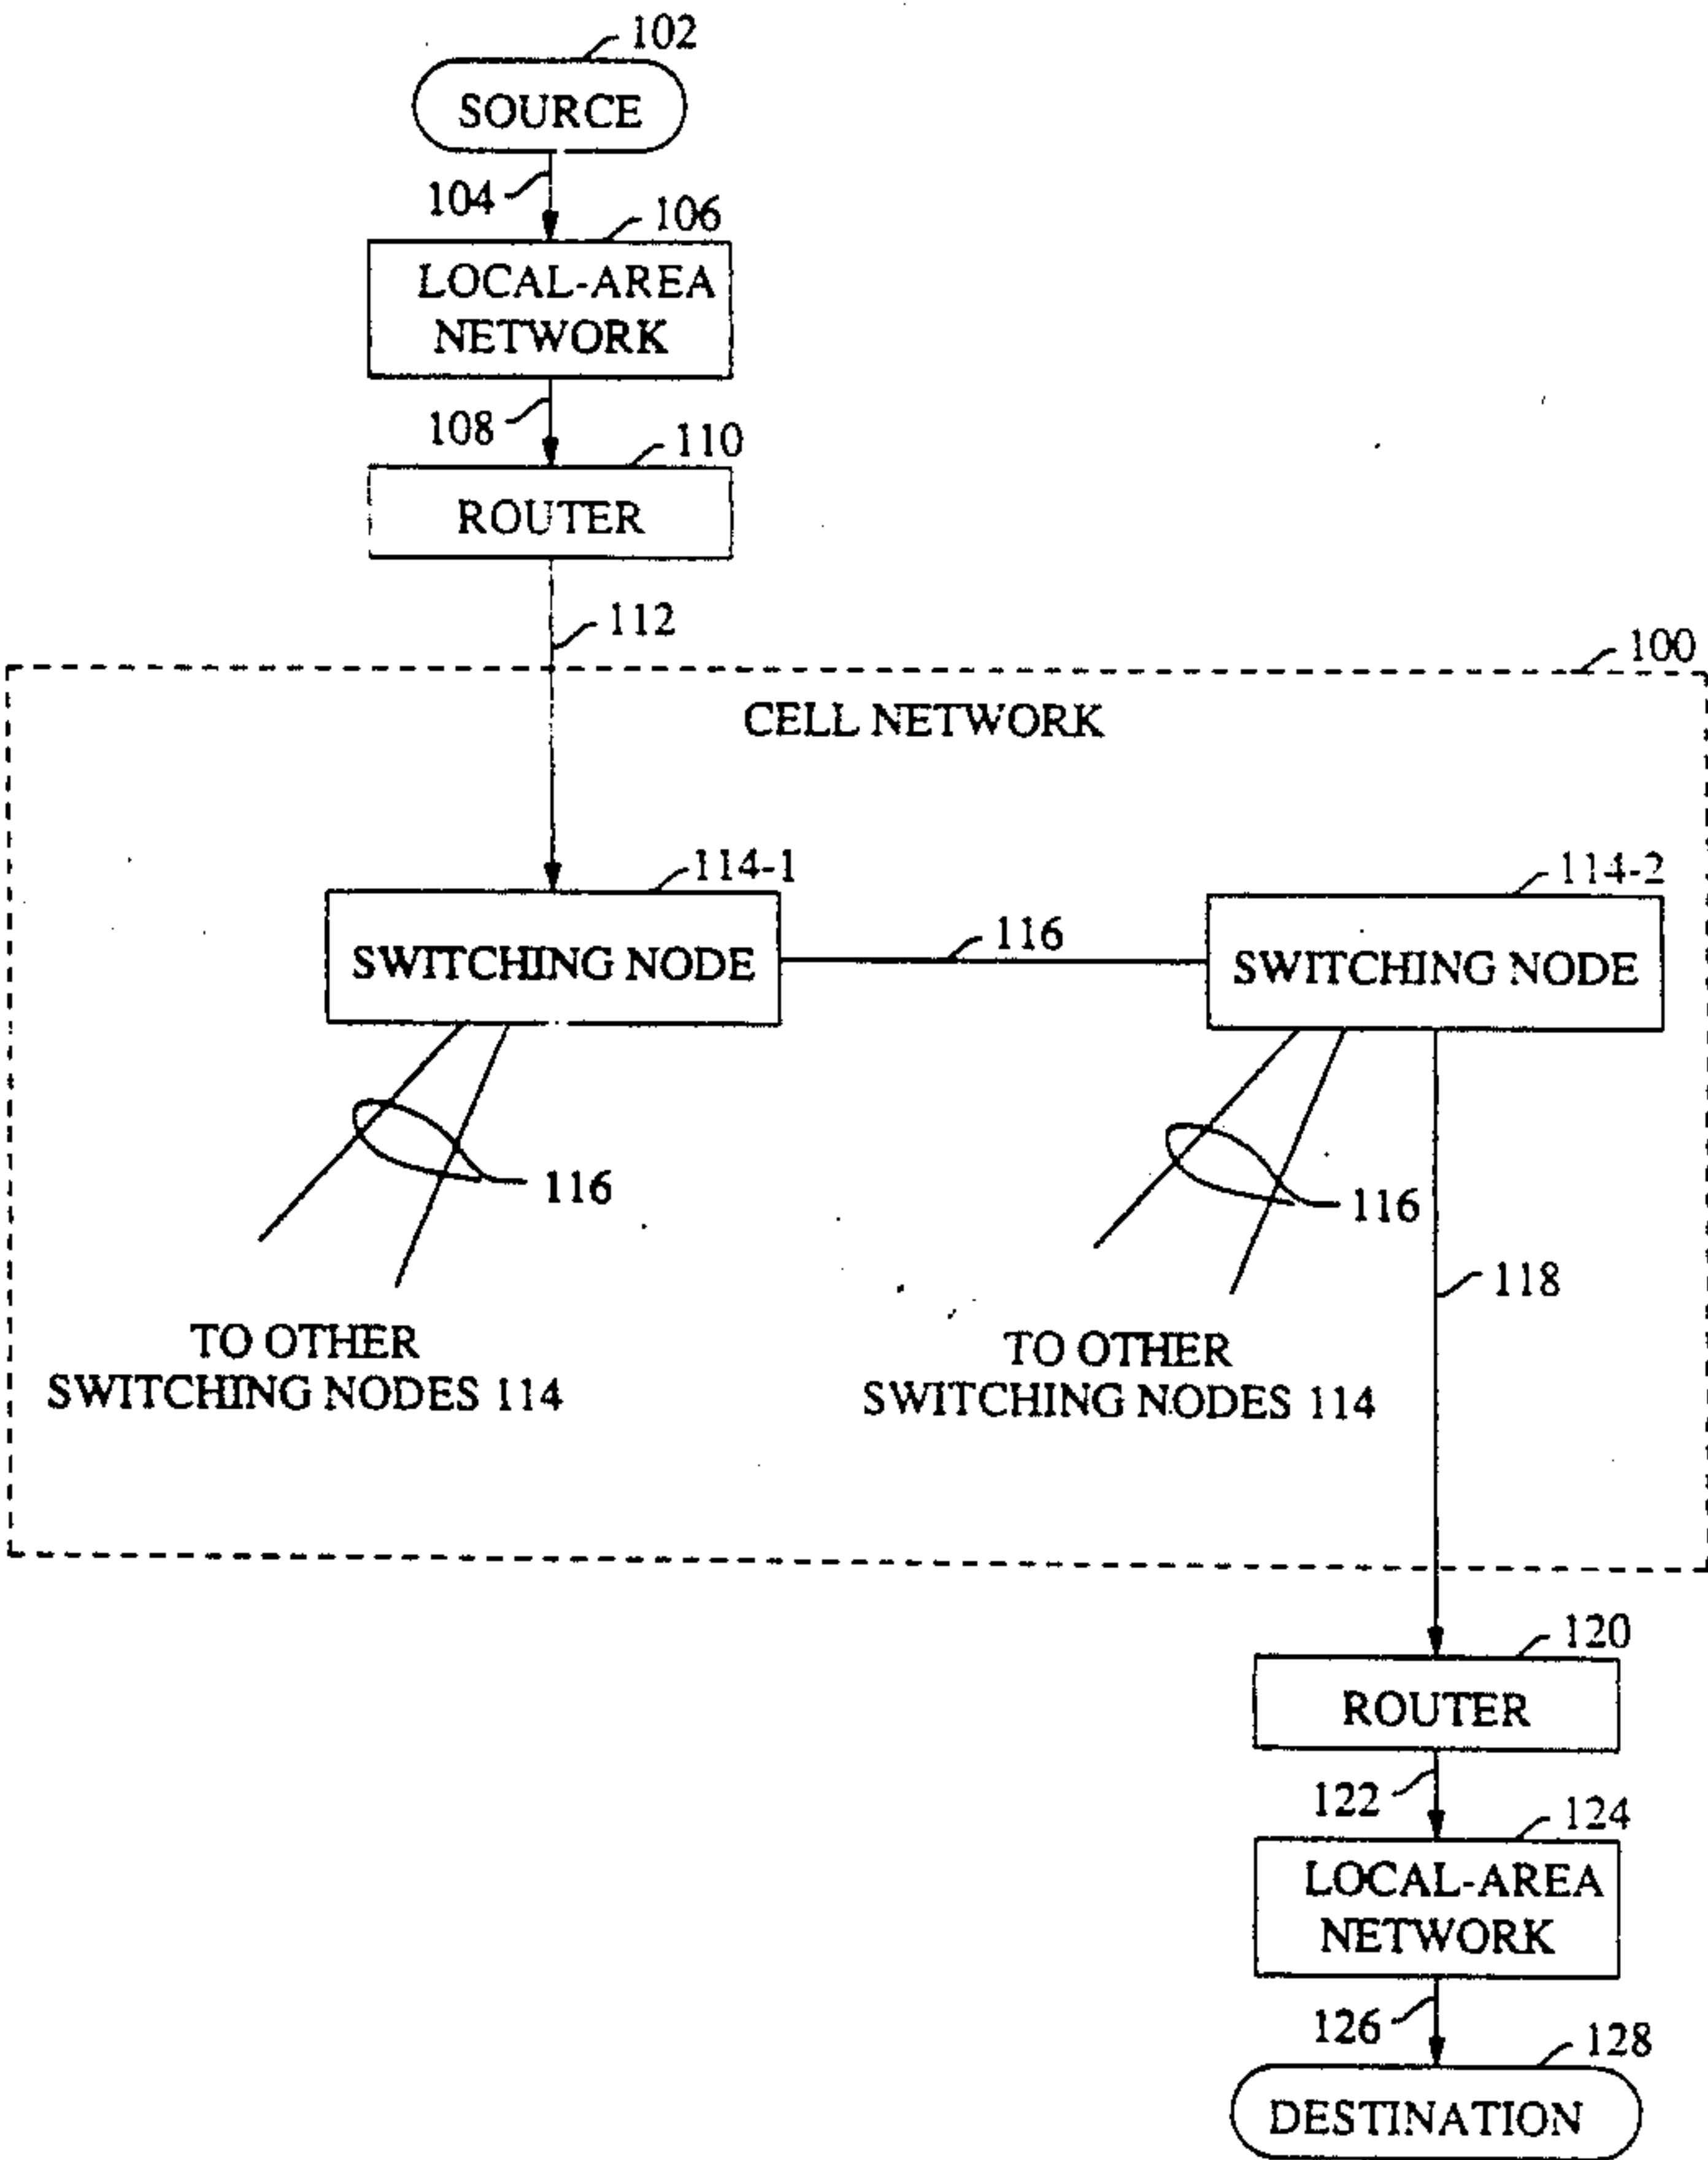 102
SOURCE
104
106
LOCAL-AREA
NETWORK
108
110
ROUTER
112
100
CELL NETWORK
114-1
SWITCHING NODE
116
114-2
SWITCHING NODE
116
116
118
TO OTHER
SWITCHING NODES 114
TO OTHER
SWITCHING NODES 114
120
ROUTER
122
124
LOCAL-AREA
NETWORK
126
128
DESTINATION